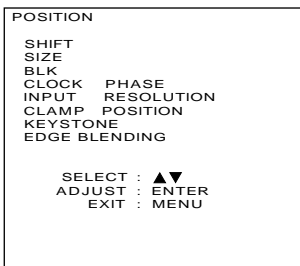 POSITION
SHIFT
SIZE
BLK
CLOCK PHASE
INPUT RESOLUTION
CLAMP POSITION
KEYSTONE
EDGE BLENDING
SELECT : ▲▼
ADJUST : ENTER
EXIT : MENU